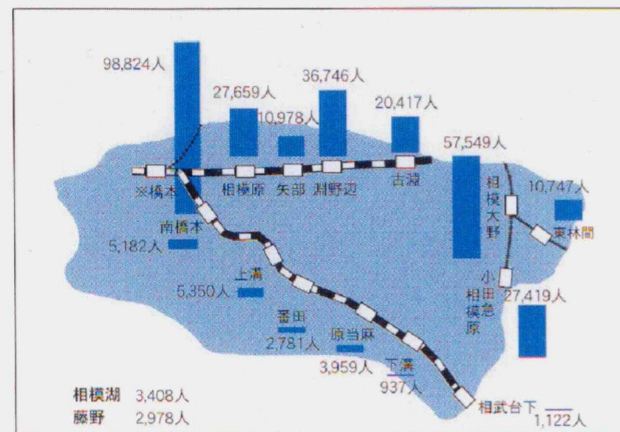 98,824人
27,659人
10,978人
36,746人
20,417人
57,549人
10,747人
※橋本
相模原
矢部
淵野辺
古淵
相模大野
東林間
南橋本
5,182人
上溝
5,350人
番田
2,781人
原当麻
3,959人
下溝
937人
小田急
相模原
27,419人
相武台下
1,122人
相模湖 3,408人
藤野 2,978人